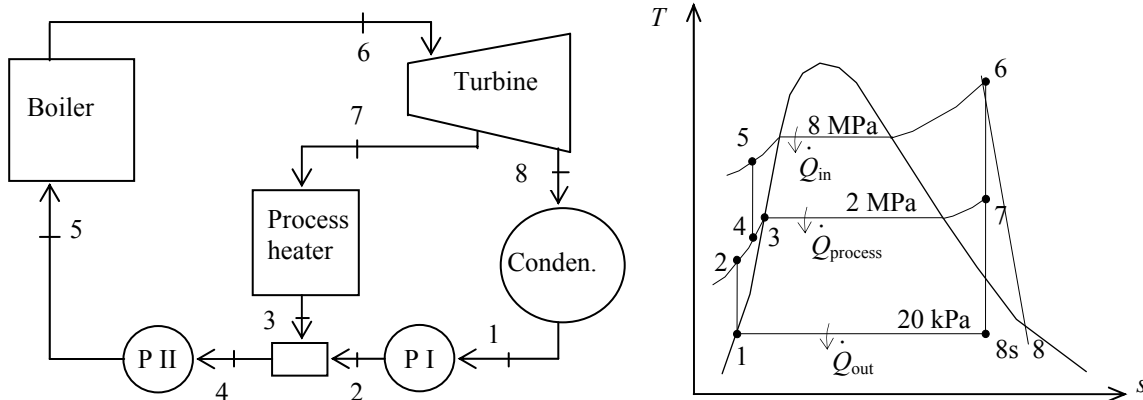 6
Turbine
Boiler
7
8
5
Process
heater
Conden.
3
1
P II
P I
4
2
T
6
8 MPa
5
Q̇in
2 MPa
7
4
3
Q̇process
2
20 kPa
1
Q̇out
8s
8
s